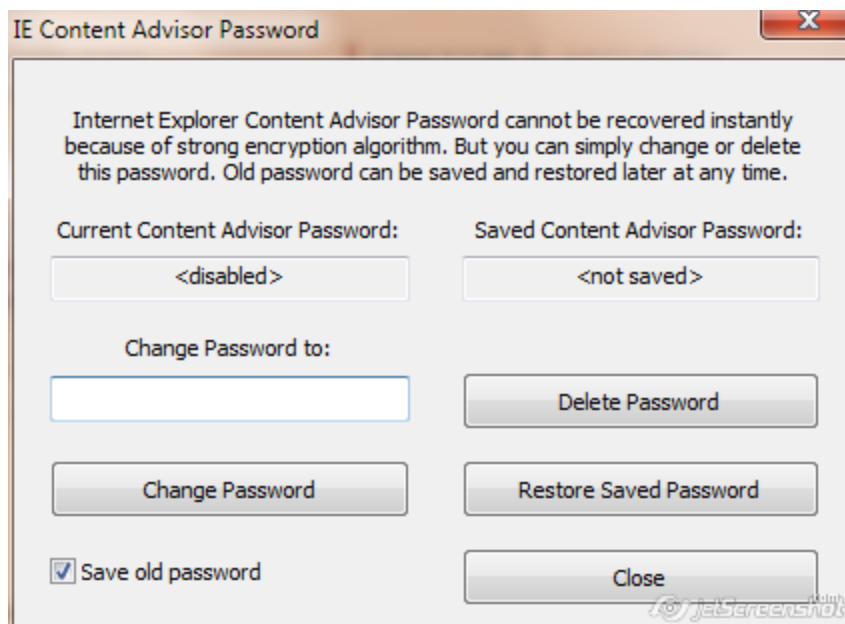 IE Content Advisor Password
Internet Explorer Content Advisor Password cannot be recovered instantly
because of strong encryption algorithm. But you can simply change or delete
this password. Old password can be saved and restored later at any time.
Current Content Advisor Password:
Saved Content Advisor Password:
<disabled>
<not saved>
Change Password to:
Delete Password
Change Password
Restore Saved Password
Save old password
Close
jetScreenshot